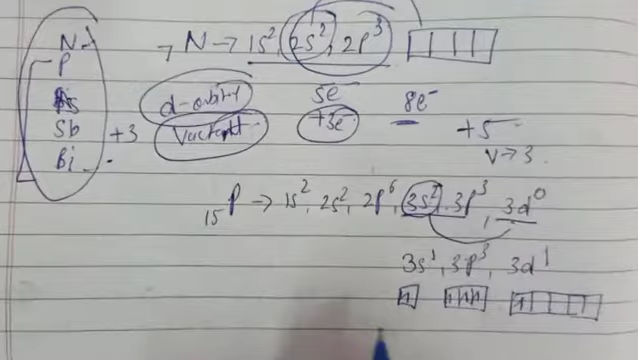 N
P
As
Sb
Bi
+3
₇N → 1s², 2s², 2p³
d-orbital
Vacant
5e⁻
+3e⁻
8e⁻
+5
V → 3
₁₅P → 1s², 2s², 2p⁶, 3s², 3p³, 3d⁰
3s¹, 3p³, 3d¹